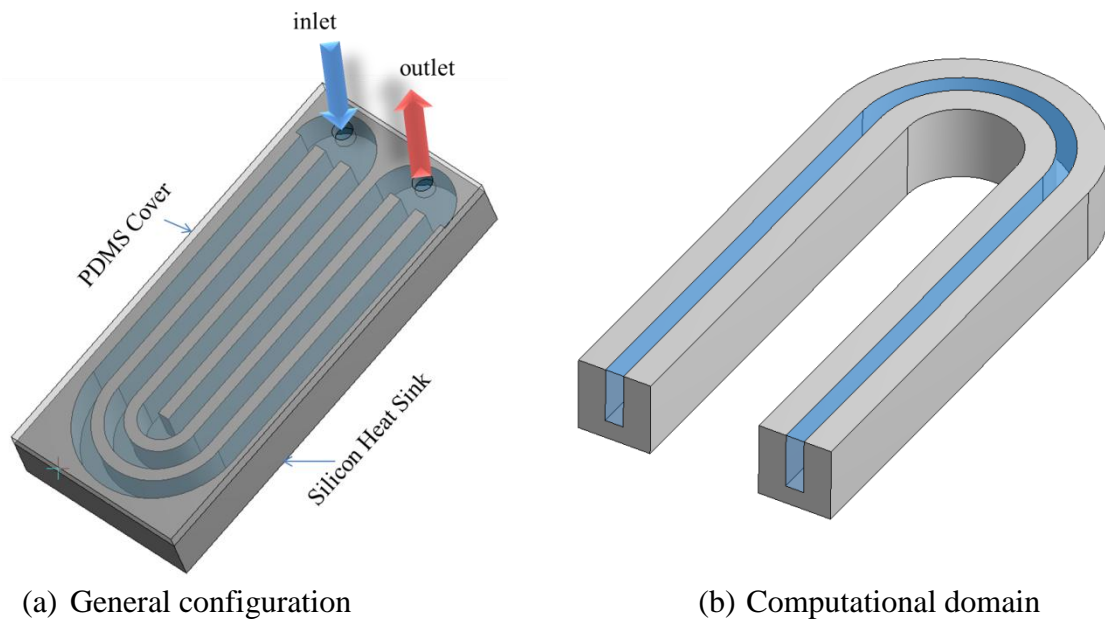 inlet
outlet
PDMS Cover
Silicon Heat Sink
(a) General configuration
(b) Computational domain